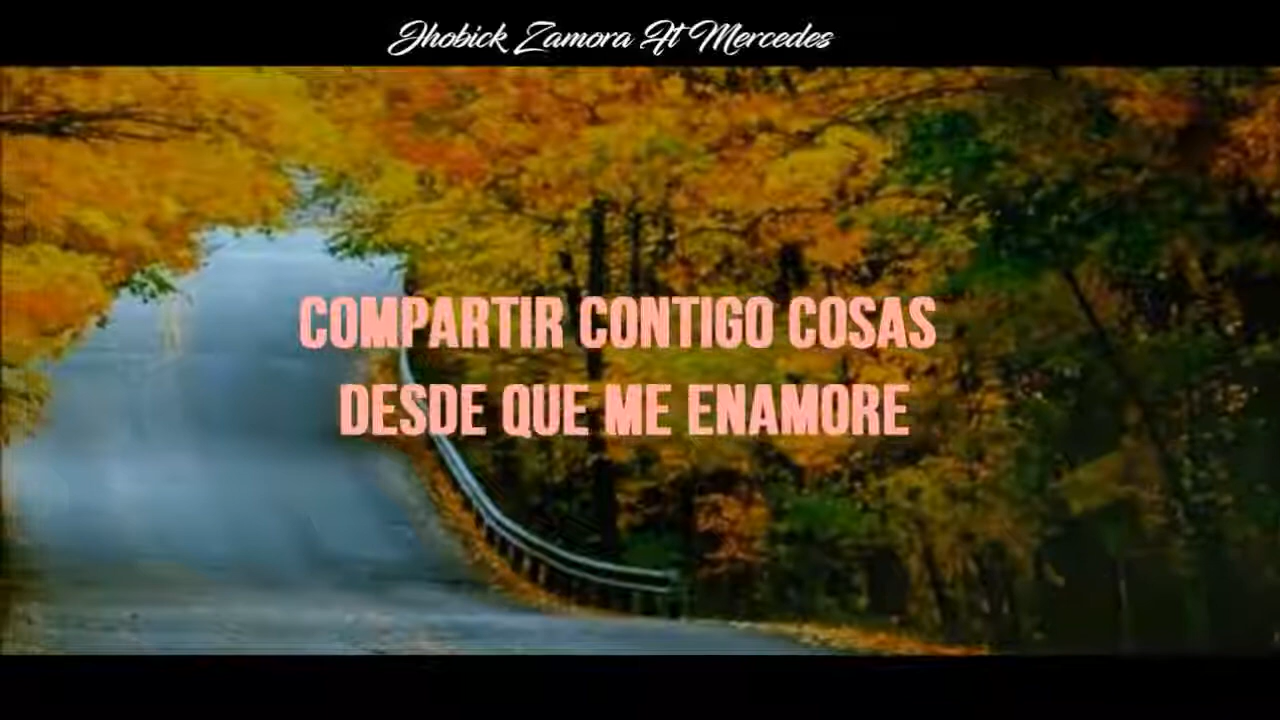 Jhobick Zamora Ft Mercedes
COMPARTIR CONTIGO COSAS
DESDE QUE ME ENAMORE